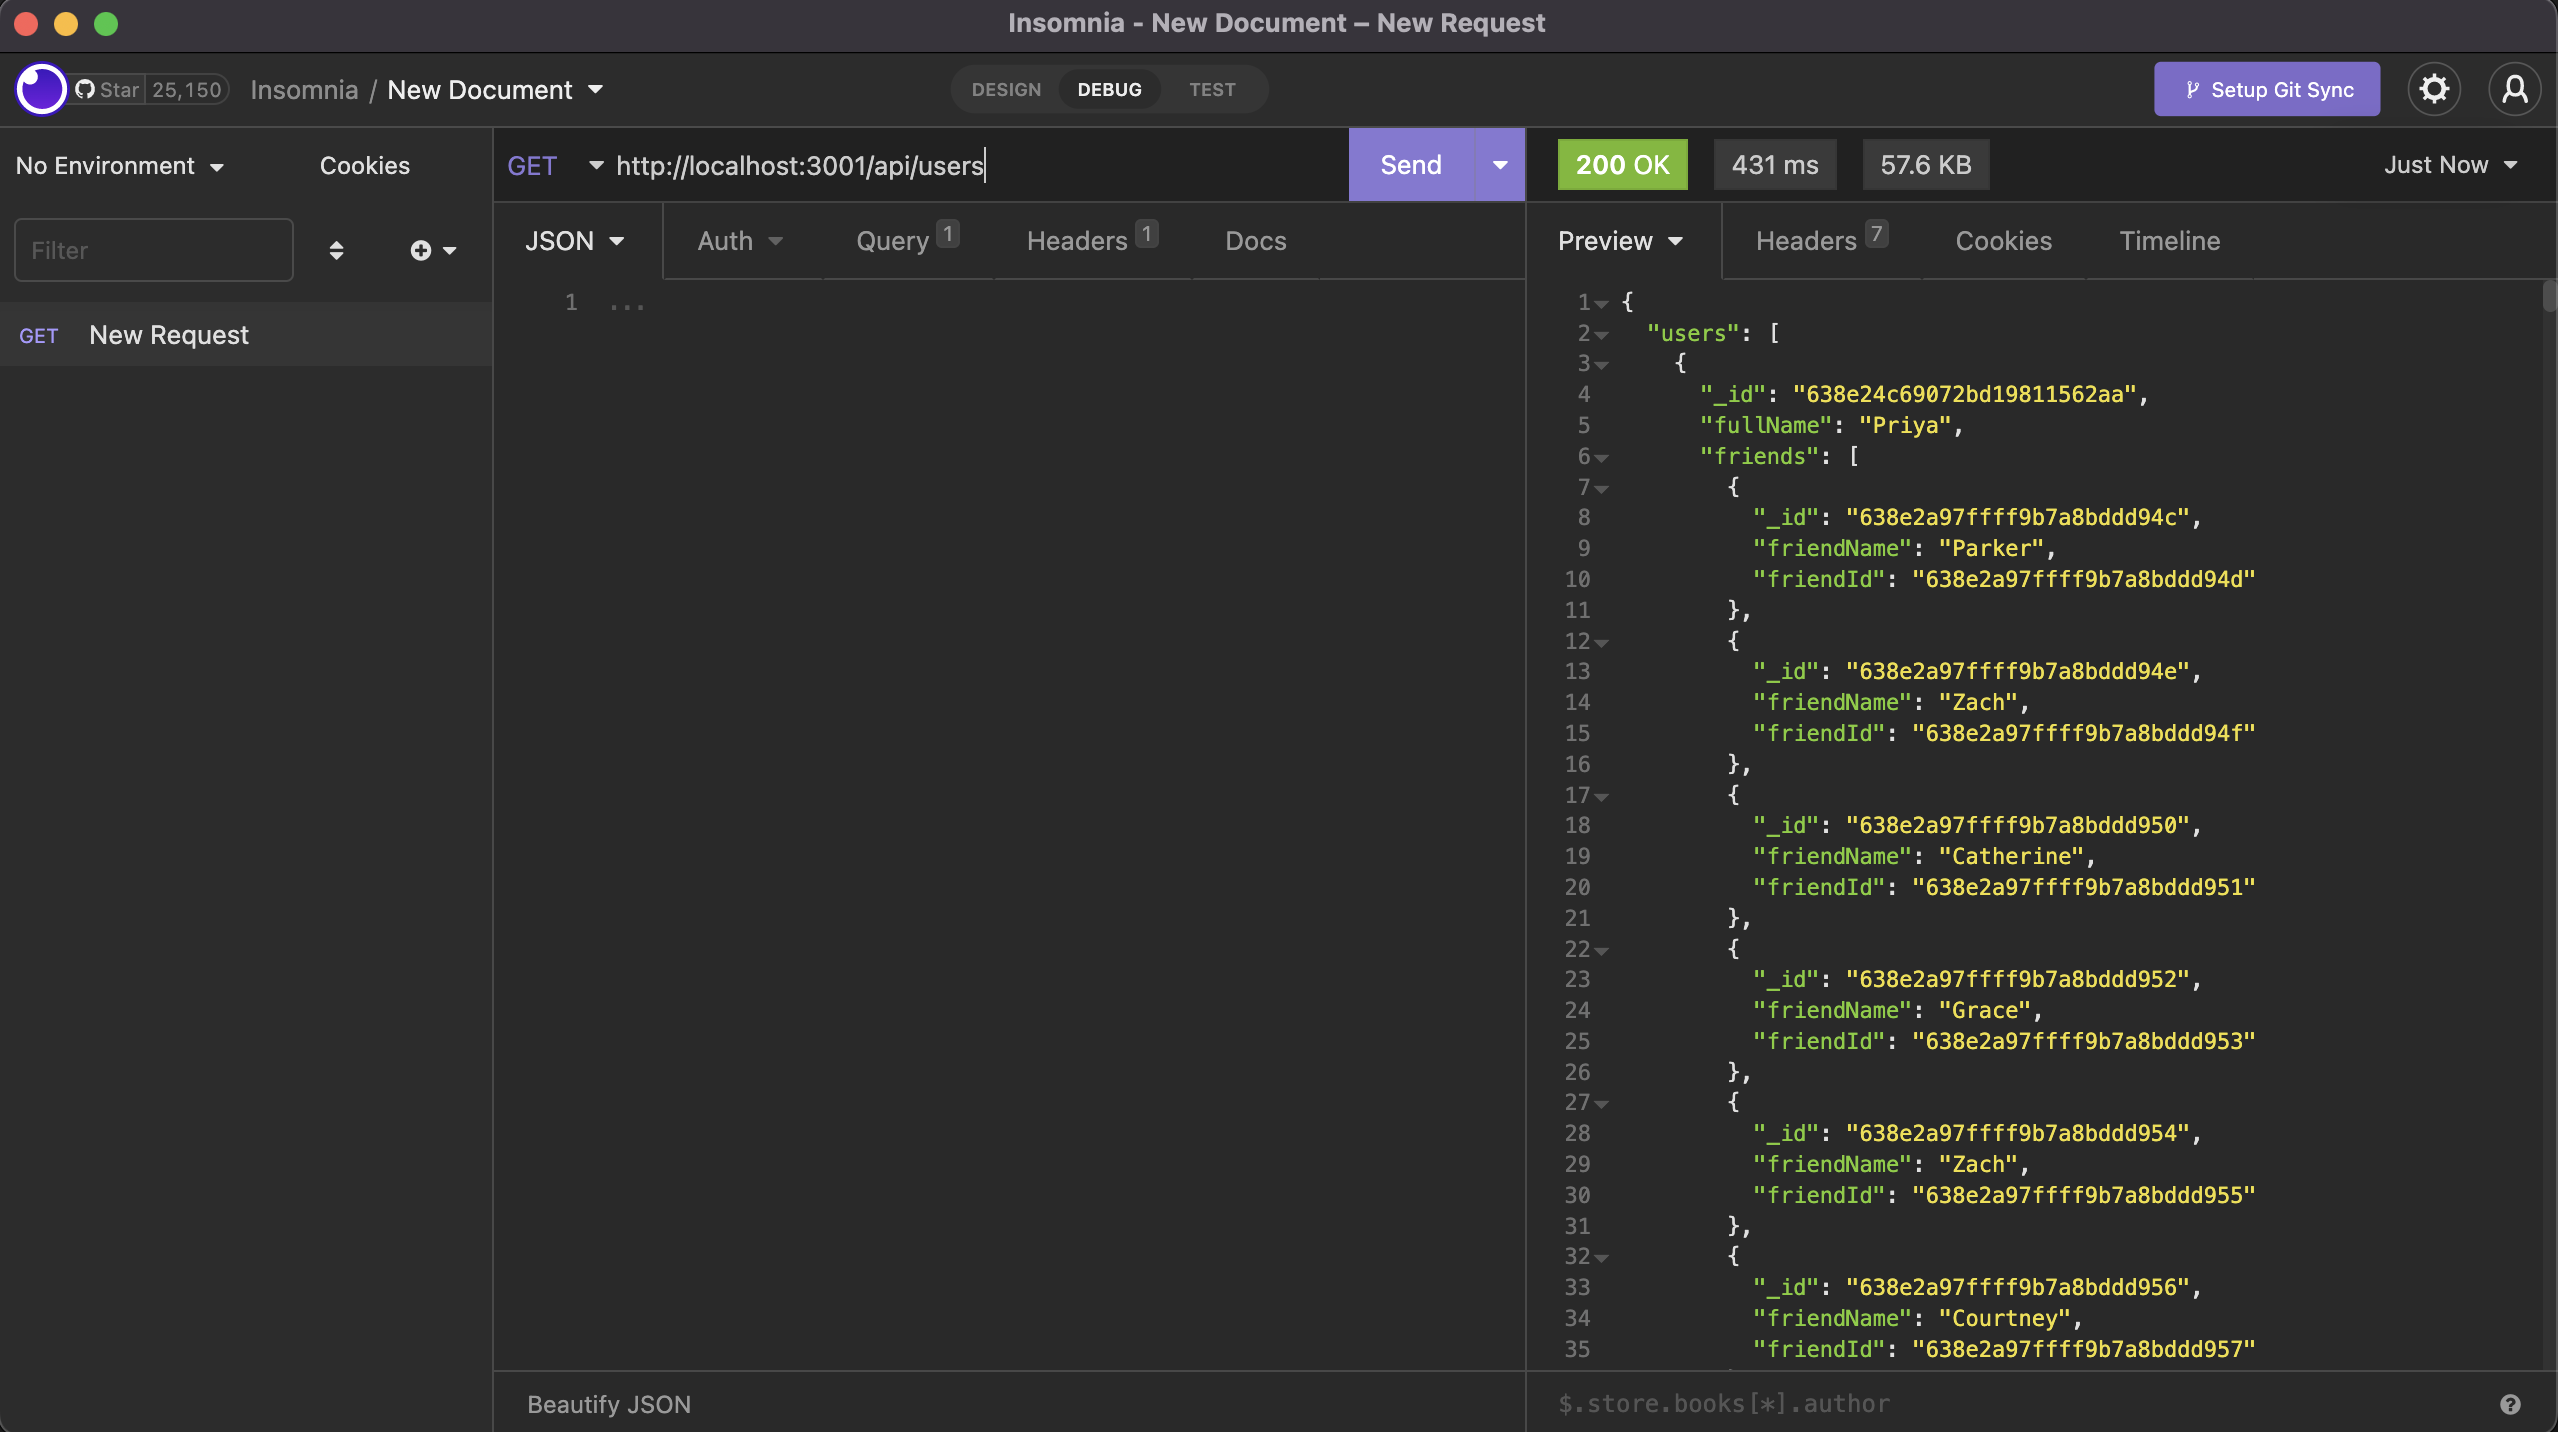 Insomnia - New Document – New Request
Star 25,150 Insomnia / New Document
DESIGN DEBUG TEST
Setup Git Sync
No Environment Cookies
Filter
GET New Request
GET http://localhost:3001/api/users Send
JSON Auth Query 1 Headers 1 Docs
1 ...
Beautify JSON
200 OK 431 ms 57.6 KB Just Now
Preview Headers 7 Cookies Timeline
1 {
2 "users": [
3 {
4 "_id": "638e24c69072bd19811562aa",
5 "fullName": "Priya",
6 "friends": [
7 {
8 "_id": "638e2a97ffff9b7a8bddd94c",
9 "friendName": "Parker",
10 "friendId": "638e2a97ffff9b7a8bddd94d"
11 },
12 {
13 "_id": "638e2a97ffff9b7a8bddd94e",
14 "friendName": "Zach",
15 "friendId": "638e2a97ffff9b7a8bddd94f"
16 },
17 {
18 "_id": "638e2a97ffff9b7a8bddd950",
19 "friendName": "Catherine",
20 "friendId": "638e2a97ffff9b7a8bddd951"
21 },
22 {
23 "_id": "638e2a97ffff9b7a8bddd952",
24 "friendName": "Grace",
25 "friendId": "638e2a97ffff9b7a8bddd953"
26 },
27 {
28 "_id": "638e2a97ffff9b7a8bddd954",
29 "friendName": "Zach",
30 "friendId": "638e2a97ffff9b7a8bddd955"
31 },
32 {
33 "_id": "638e2a97ffff9b7a8bddd956",
34 "friendName": "Courtney",
35 "friendId": "638e2a97ffff9b7a8bddd957"
$.store.books[*].author